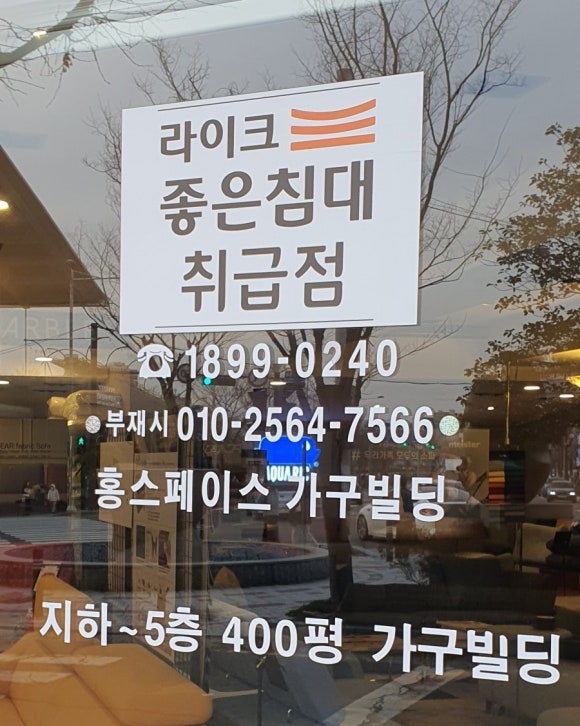 라이크
좋은침대
취급점
☎ 1899-0240
부재시 010-2564-7566
홍스페이스 가구빌딩
지하~5층 400평 가구빌딩